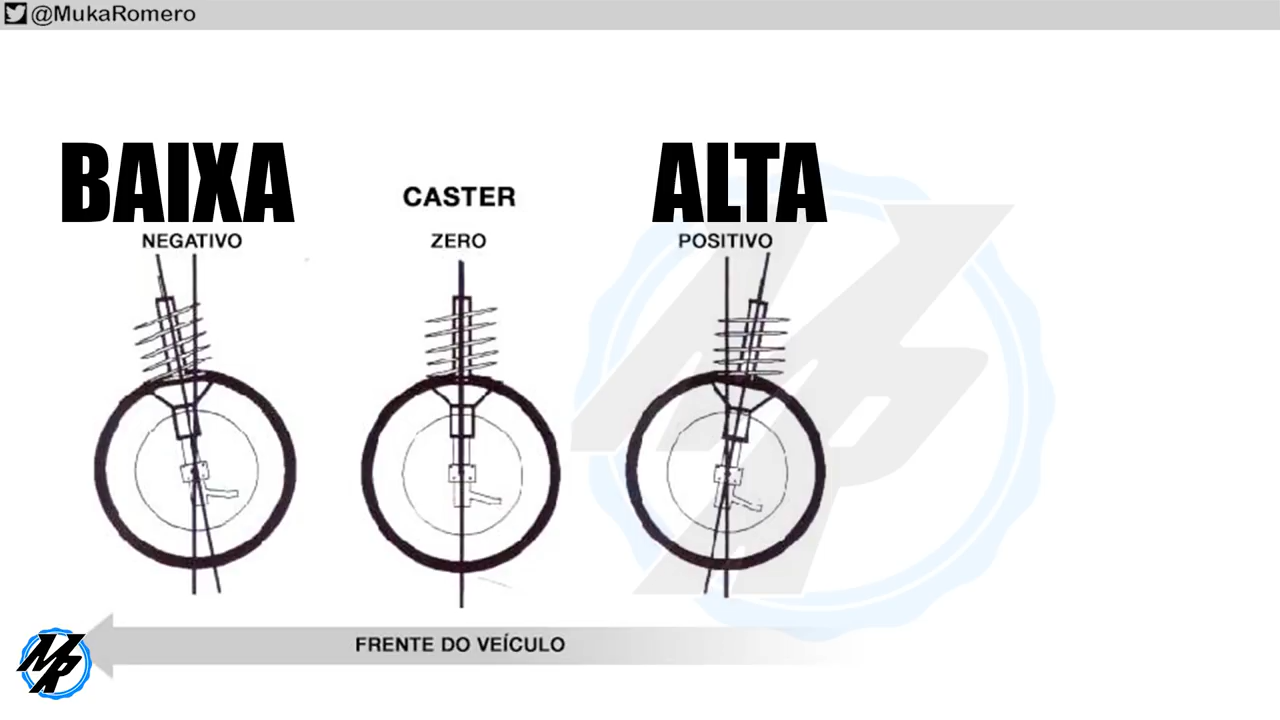 @MukaRomero
BAIXA
NEGATIVO
CASTER
ZERO
ALTA
POSITIVO
FRENTE DO VEÍCULO